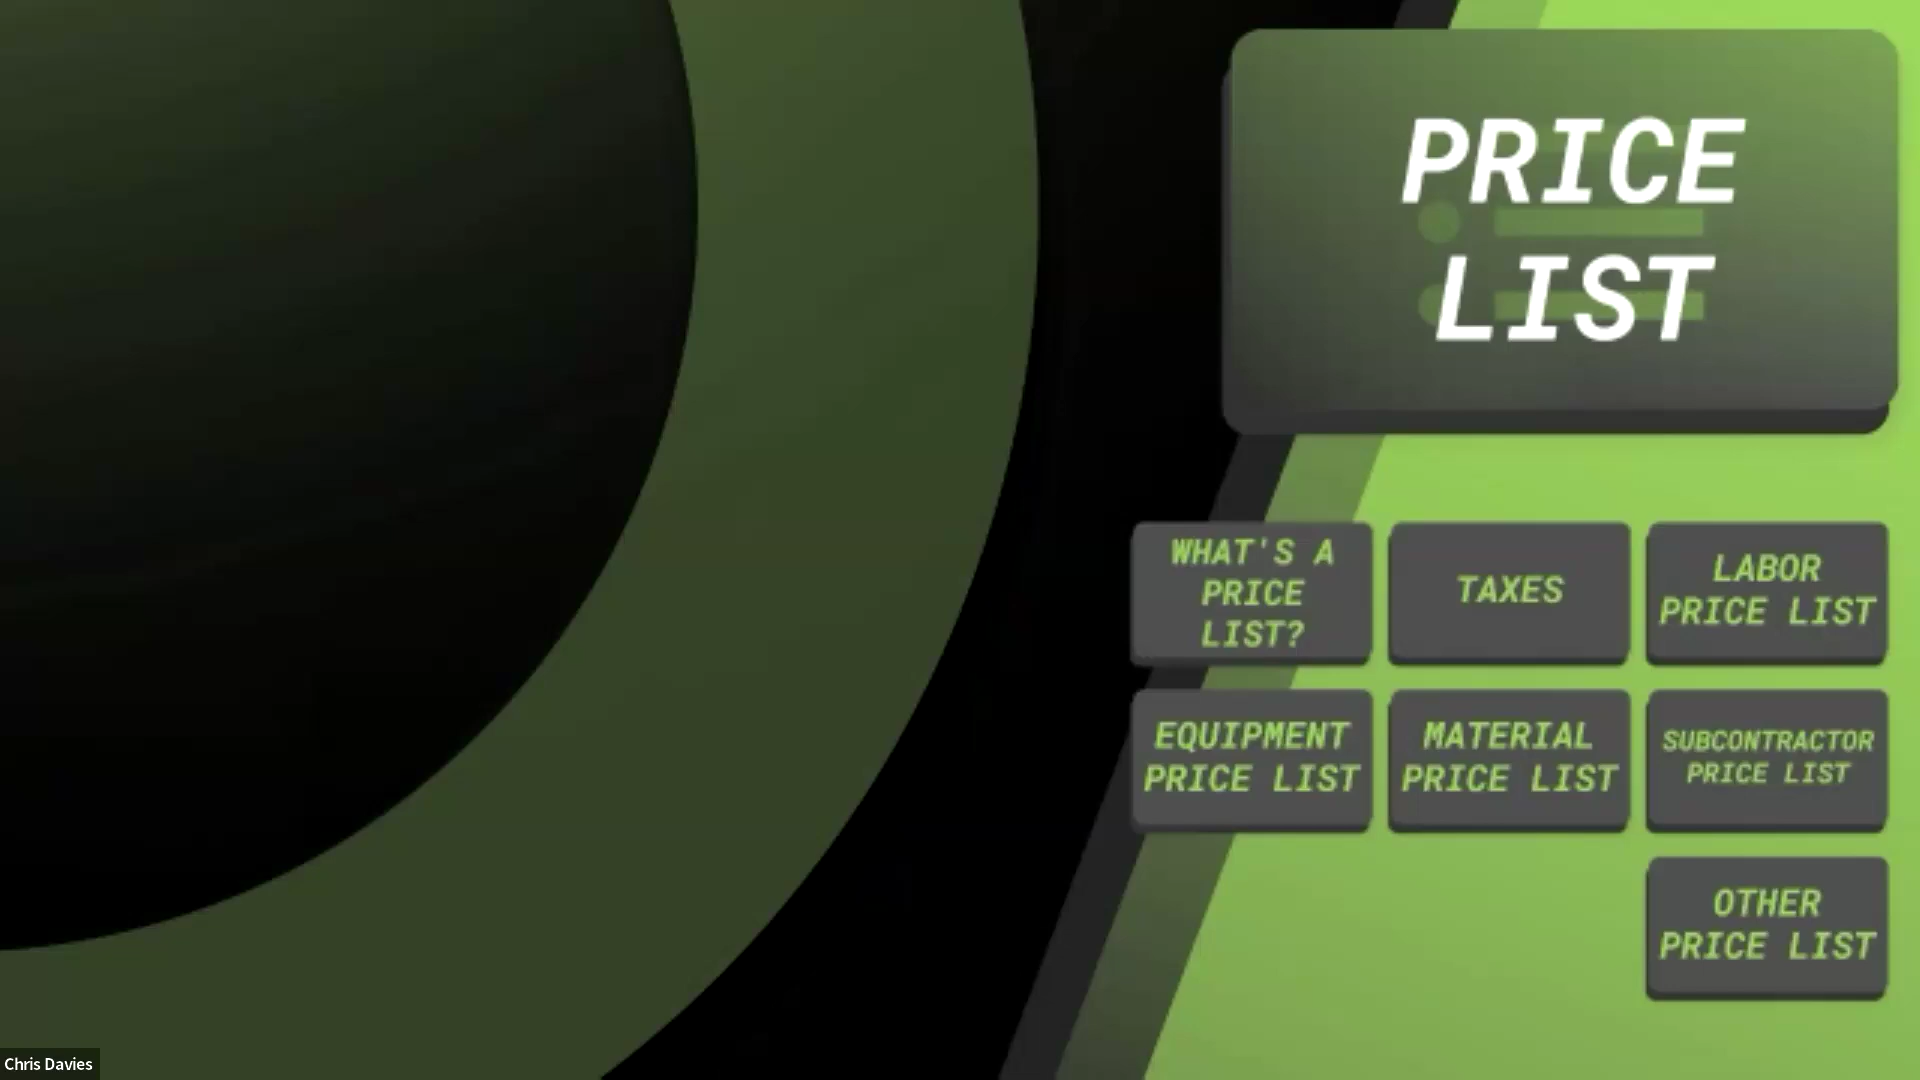 PRICE
LIST
WHAT'S A
PRICE
LIST?
TAXES
LABOR
PRICE LIST
EQUIPMENT
PRICE LIST
MATERIAL
PRICE LIST
SUBCONTRACTOR
PRICE LIST
OTHER
PRICE LIST
Chris Davies